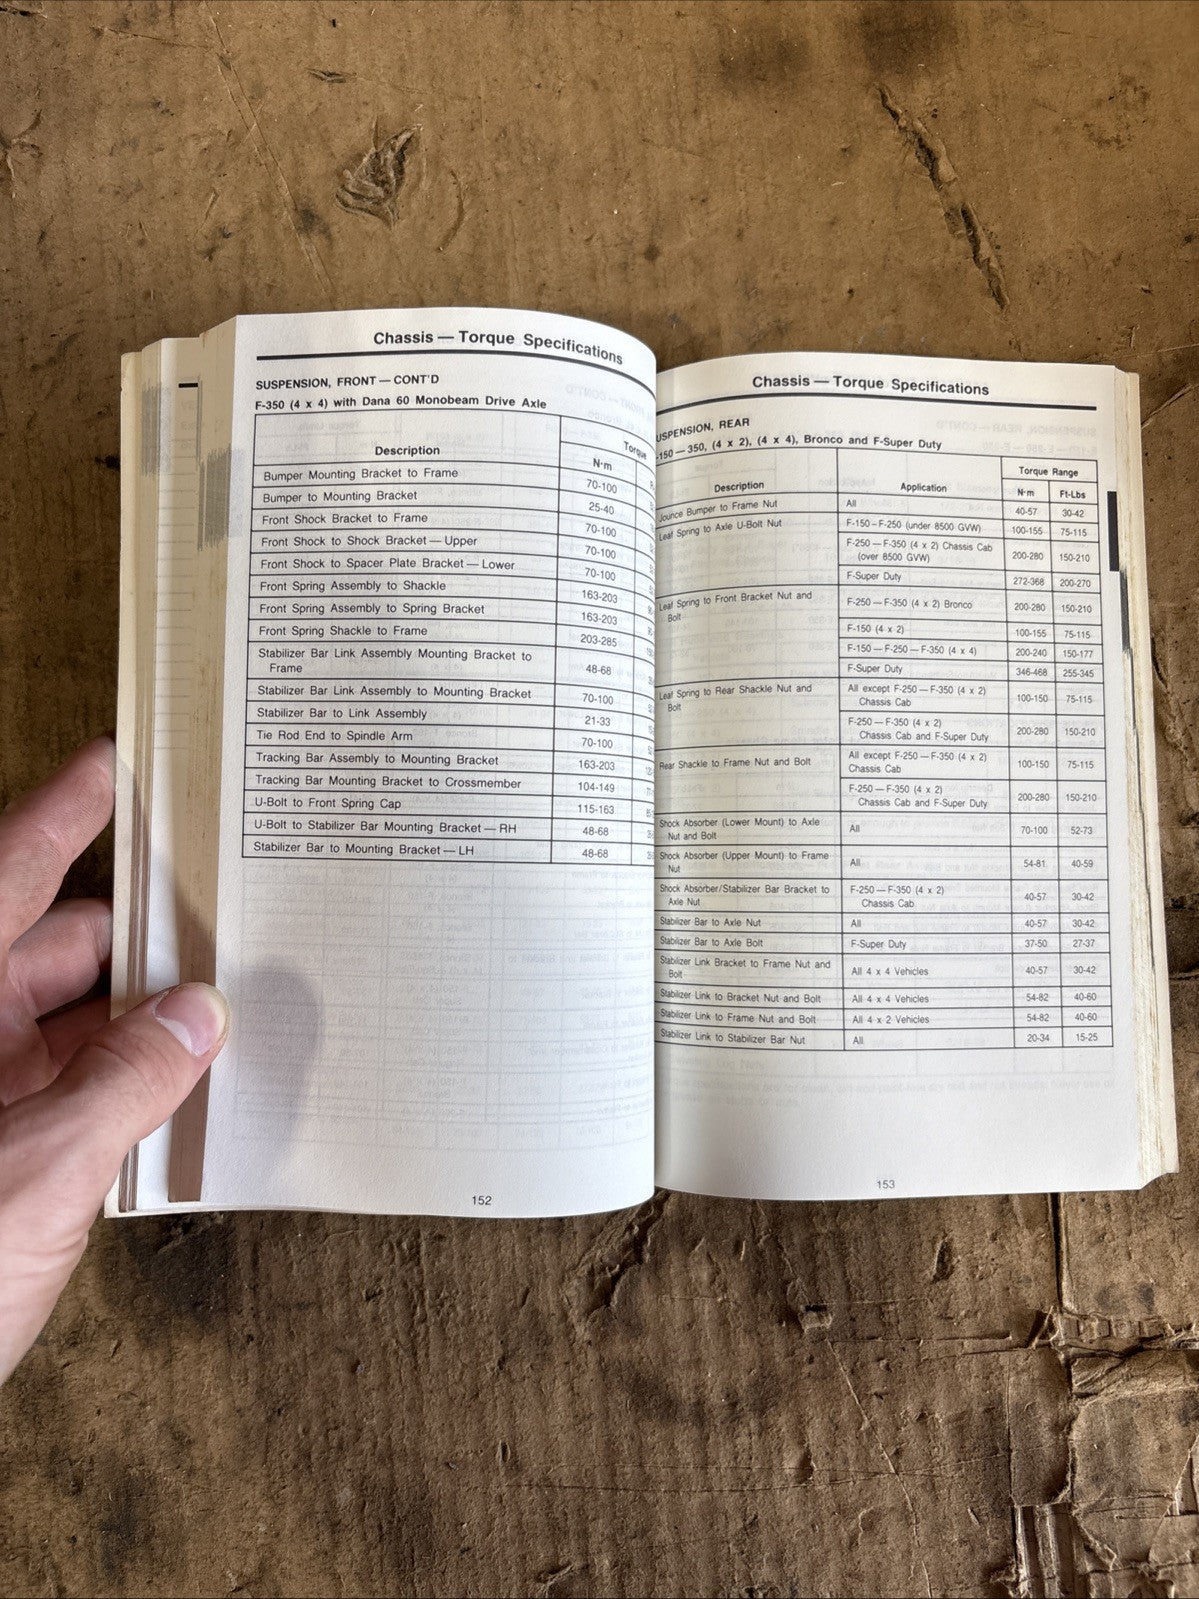 Chassis — Torque Specifications
SUSPENSION, FRONT — CONT'D
F-350 (4 x 4) with Dana 60 Monobeam Drive Axle
Description Torque
N·m
Bumper Mounting Bracket to Frame 70-100
Bumper to Mounting Bracket 25-40
Front Shock Bracket to Frame 70-100
Front Shock to Shock Bracket — Upper 70-100
Front Shock to Spacer Plate Bracket — Lower 70-100
Front Spring Assembly to Shackle 163-203
Front Spring Assembly to Spring Bracket 163-203
Front Spring Shackle to Frame 203-285
Stabilizer Bar Link Assembly Mounting Bracket to
Frame 48-68
Stabilizer Bar Link Assembly to Mounting Bracket 70-100
Stabilizer Bar to Link Assembly 21-33
Tie Rod End to Spindle Arm 70-100
Tracking Bar Assembly to Mounting Bracket 163-203
Tracking Bar Mounting Bracket to Crossmember 104-149
U-Bolt to Front Spring Cap 115-163
U-Bolt to Stabilizer Bar Mounting Bracket — RH 48-68
Stabilizer Bar to Mounting Bracket — LH 48-68
152
Chassis — Torque Specifications
USPENSION, REAR
-150 — 350, (4 x 2), (4 x 4), Bronco and F-Super Duty
Description Application Torque Range
N·m Ft-Lbs
Jounce Bumper to Frame Nut All 40-57 30-42
Leaf Spring to Axle U-Bolt Nut F-150 – F-250 (under 8500 GVW) 100-155 75-115
F-250 — F-350 (4 x 2) Chassis Cab
(over 8500 GVW) 200-280 150-210
F-Super Duty 272-368 200-270
Leaf Spring to Front Bracket Nut and
Bolt F-250 — F-350 (4 x 2) Bronco 200-280 150-210
F-150 (4 x 2) 100-155 75-115
F-150 — F-250 — F-350 (4 x 4) 200-240 150-177
F-Super Duty 346-468 255-345
Leaf Spring to Rear Shackle Nut and
Bolt All except F-250 — F-350 (4 x 2)
Chassis Cab 100-150 75-115
F-250 — F-350 (4 x 2)
Chassis Cab and F-Super Duty 200-280 150-210
Rear Shackle to Frame Nut and Bolt All except F-250 — F-350 (4 x 2)
Chassis Cab 100-150 75-115
F-250 — F-350 (4 x 2)
Chassis Cab and F-Super Duty 200-280 150-210
Shock Absorber (Lower Mount) to Axle
Nut and Bolt All 70-100 52-73
Shock Absorber (Upper Mount) to Frame
Nut All 54-81 40-59
Shock Absorber/Stabilizer Bar Bracket to
Axle Nut F-250 — F-350 (4 x 2)
Chassis Cab 40-57 30-42
Stabilizer Bar to Axle Nut All 40-57 30-42
Stabilizer Bar to Axle Bolt F-Super Duty 37-50 27-37
Stabilizer Link Bracket to Frame Nut and
Bolt All 4 x 4 Vehicles 40-57 30-42
Stabilizer Link to Bracket Nut and Bolt All 4 x 4 Vehicles 54-82 40-60
Stabilizer Link to Frame Nut and Bolt All 4 x 2 Vehicles 54-82 40-60
Stabilizer Link to Stabilizer Bar Nut All 20-34 15-25
153